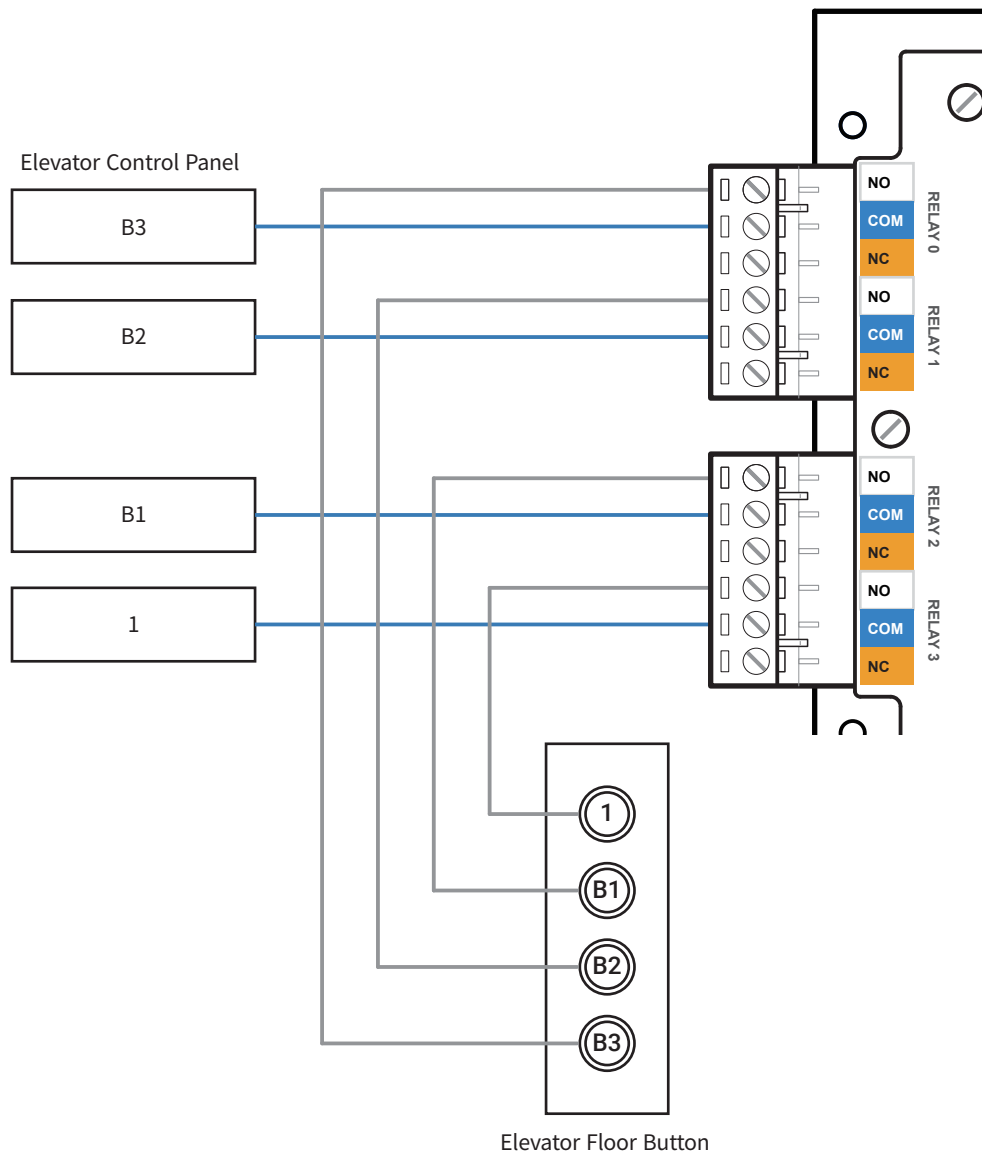 Elevator Control Panel
B3
B2
B1
1
NO
COM
NC
RELAY 0
NO
COM
NC
RELAY 1
NO
COM
NC
RELAY 2
NO
COM
NC
RELAY 3
1
B1
B2
B3
Elevator Floor Button